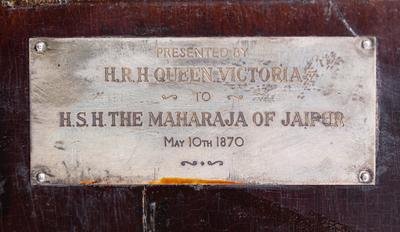 PRESENTED BY
H.R.H QUEEN VICTORIA
TO
H.S.H. THE MAHARAJA OF JAIPUR
MAY 10TH 1870